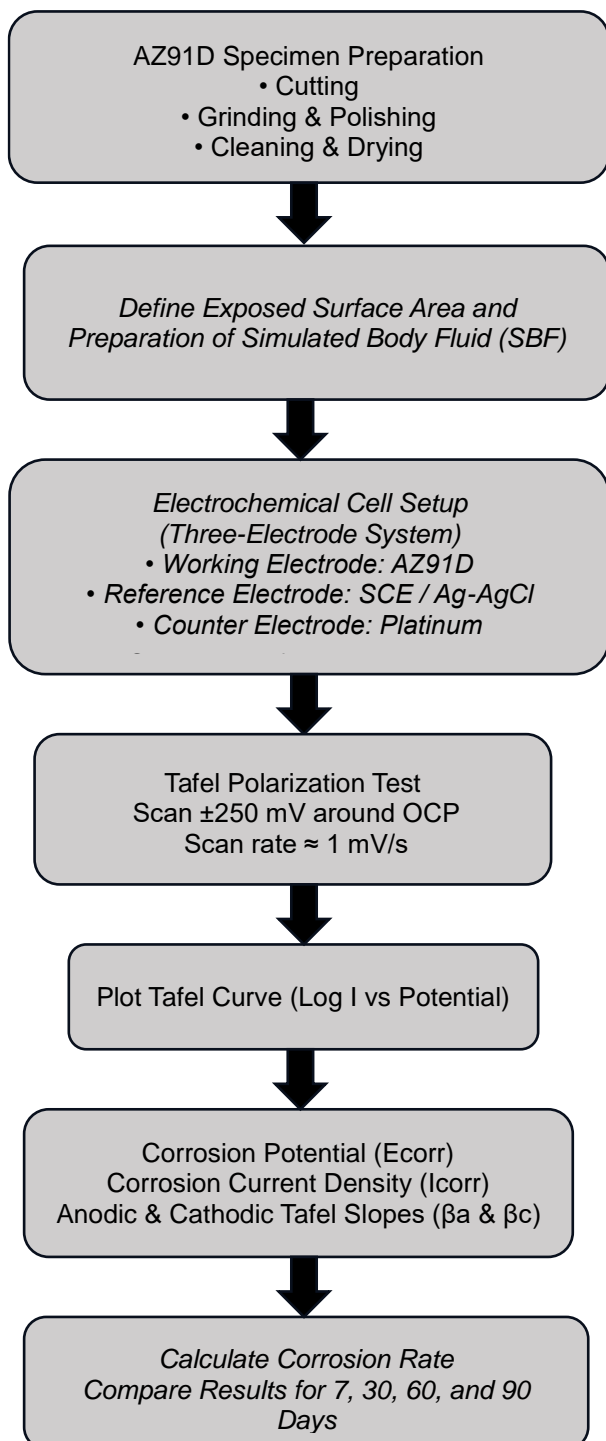 AZ91D Specimen Preparation
• Cutting
• Grinding & Polishing
• Cleaning & Drying
Define Exposed Surface Area and
Preparation of Simulated Body Fluid (SBF)
Electrochemical Cell Setup
(Three-Electrode System)
• Working Electrode: AZ91D
• Reference Electrode: SCE / Ag-AgCl
• Counter Electrode: Platinum
Tafel Polarization Test
Scan ±250 mV around OCP
Scan rate ≈ 1 mV/s
Plot Tafel Curve (Log I vs Potential)
Corrosion Potential (Ecorr)
Corrosion Current Density (Icorr)
Anodic & Cathodic Tafel Slopes (βa & βc)
Calculate Corrosion Rate
Compare Results for 7, 30, 60, and 90
Days